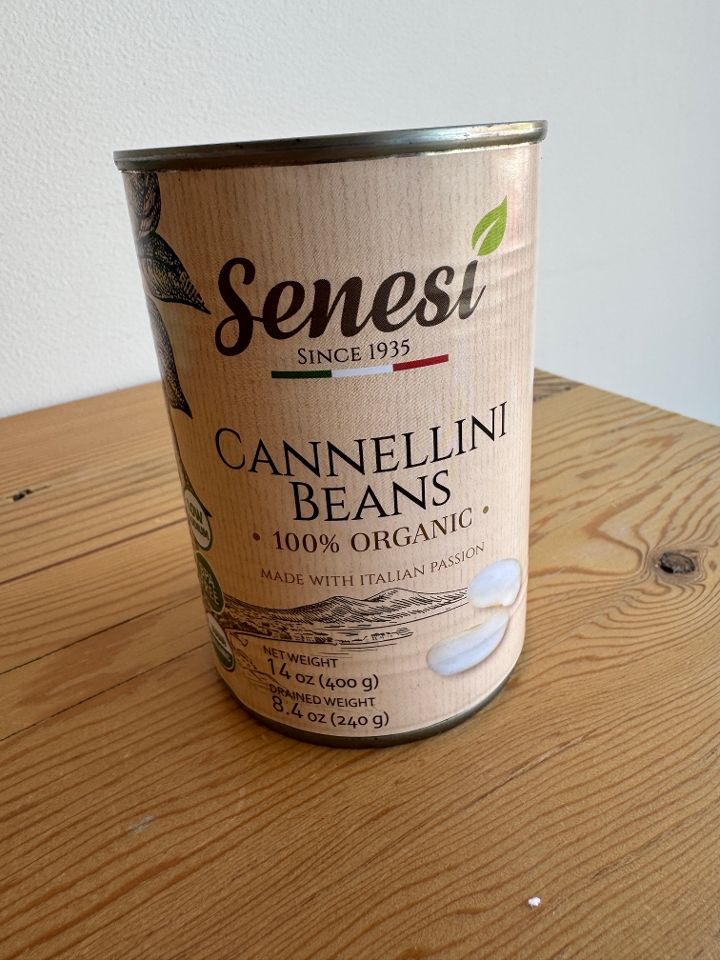 Senesi
SINCE 1935
CANNELLINI
BEANS
• 100% ORGANIC •
MADE WITH ITALIAN PASSION
NET WEIGHT
14 OZ (400 g)
DRAINED WEIGHT
8.4 OZ (240 g)
LOW